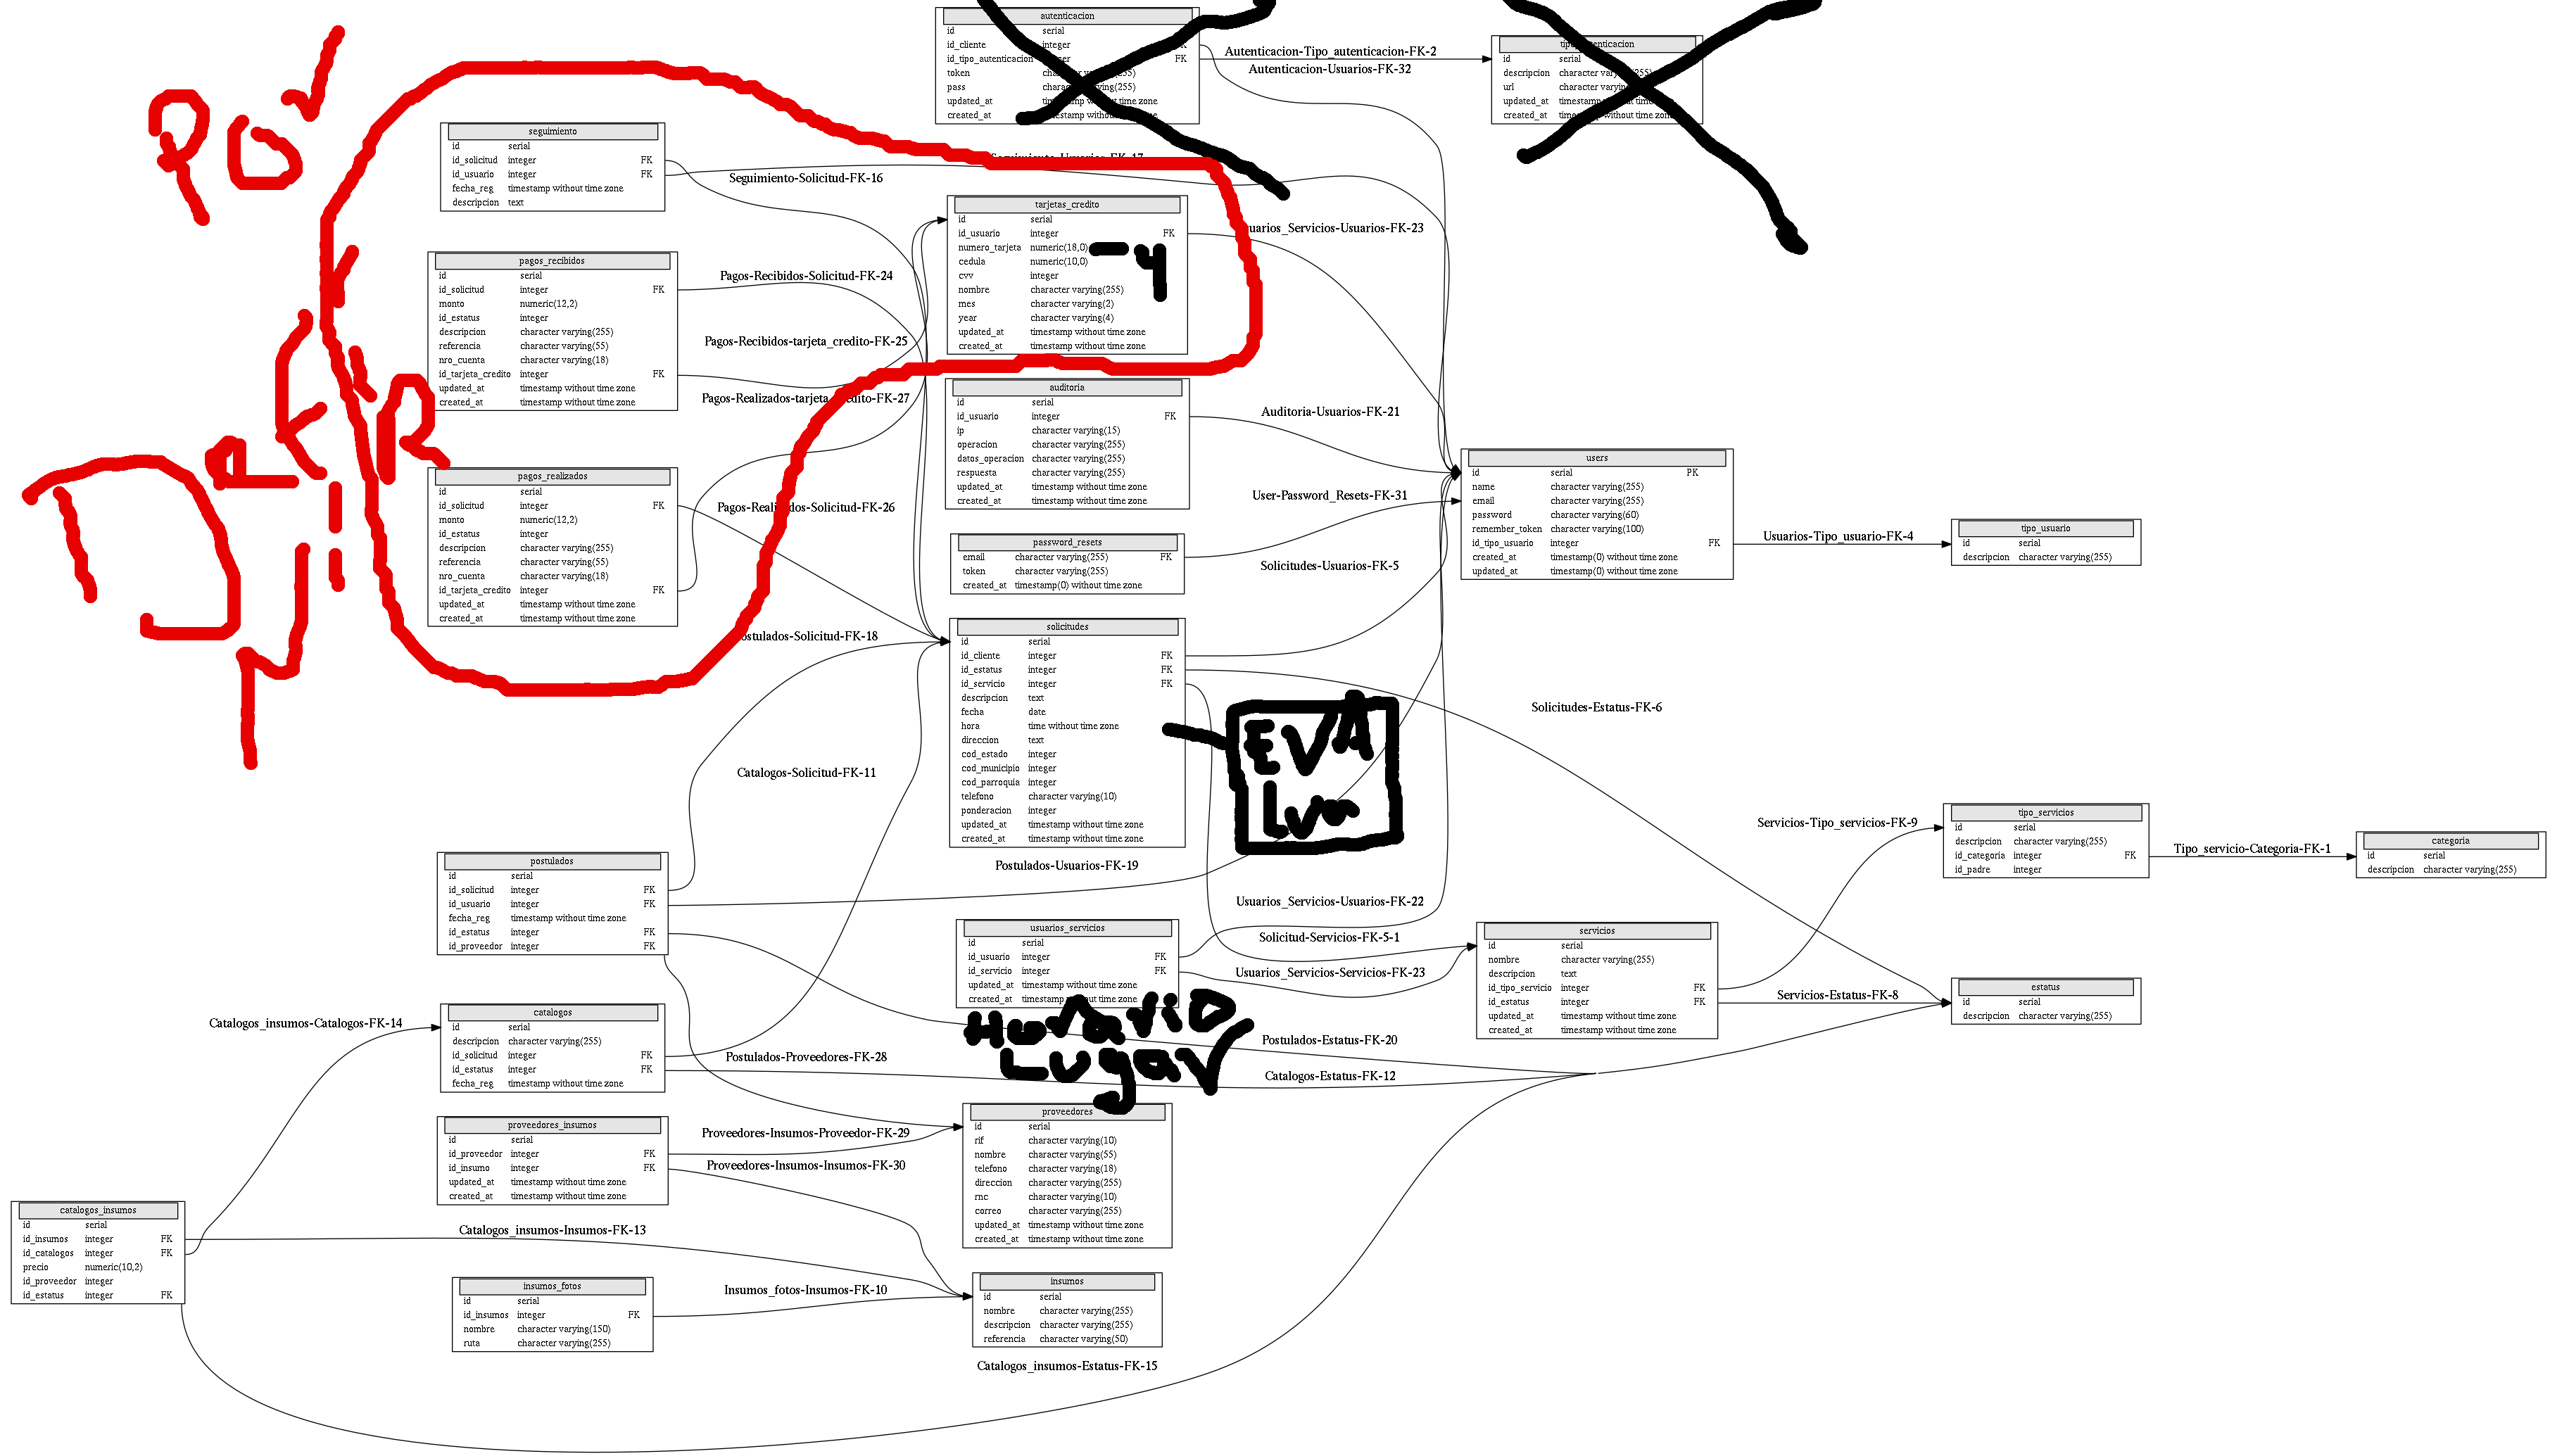 autenticacion
id serial
id_cliente integer FK
id_tipo_autenticacion integer FK
token character varying(255)
pass character varying(255)
updated_at timestamp without time zone
created_at timestamp without time zone
Autenticacion-Tipo_autenticacion-FK-2
Autenticacion-Usuarios-FK-32
id serial
descripcion character varying(255)
url
updated_at timestamp without time zone
created_at timestamp without time zone
seguimiento
id serial
id_solicitud integer FK
id_usuario integer FK
fecha_reg timestamp without time zone
descripcion text
Seguimiento-Usuarios-FK-17
Seguimiento-Solicitud-FK-16
POR
tarjetas_credito
id serial
id_usuario integer FK
numero_tarjeta numeric(18,0)
cedula numeric(10,0)
cvv integer
nombre character varying(255)
mes character varying(2)
year character varying(4)
updated_at timestamp without time zone
created_at timestamp without time zone
- 4
Usuarios_Servicios-Usuarios-FK-23
pagos_recibidos
id serial
id_solicitud integer FK
monto numeric(12,2)
id_estatus integer
descripcion character varying(255)
referencia character varying(55)
nro_cuenta character varying(18)
id_tarjeta_credito integer FK
updated_at timestamp without time zone
created_at timestamp without time zone
Pagos-Recibidos-Solicitud-FK-24
Pagos-Recibidos-tarjeta_credito-FK-25
Pagos-Realizados-tarjeta_credito-FK-27
auditoria
id serial
id_usuario integer FK
ip character varying(15)
operacion character varying(255)
datos_operacion character varying(255)
respuesta character varying(255)
updated_at timestamp without time zone
created_at timestamp without time zone
Auditoria-Usuarios-FK-21
pagos_realizados
id serial
id_solicitud integer FK
monto numeric(12,2)
id_estatus integer
descripcion character varying(255)
referencia character varying(55)
nro_cuenta character varying(18)
id_tarjeta_credito integer FK
updated_at timestamp without time zone
created_at timestamp without time zone
Pagos-Realizados-Solicitud-FK-26
users
id serial PK
name character varying(255)
email character varying(255)
password character varying(60)
remember_token character varying(100)
id_tipo_usuario integer FK
created_at timestamp(0) without time zone
updated_at timestamp(0) without time zone
User-Password_Resets-FK-31
Usuarios-Tipo_usuario-FK-4
tipo_usuario
id serial
descripcion character varying(255)
password_resets
email character varying(255) FK
token character varying(255)
created_at timestamp(0) without time zone
Solicitudes-Usuarios-FK-5
Postulados-Solicitud-FK-18
solicitudes
id serial
id_cliente integer FK
id_estatus integer FK
id_servicio integer FK
descripcion text
fecha date
hora time without time zone
direccion text
cod_estado integer
cod_municipio integer
cod_parroquia integer
telefono character varying(10)
ponderacion integer
updated_at timestamp without time zone
created_at timestamp without time zone
EVA
Lua
Solicitudes-Estatus-FK-6
Catalogos-Solicitud-FK-11
postulados
id serial
id_solicitud integer FK
id_usuario integer FK
fecha_reg timestamp without time zone
id_estatus integer FK
id_proveedor integer FK
Postulados-Usuarios-FK-19
Servicios-Tipo_servicios-FK-9
tipo_servicios
id serial
descripcion character varying(255)
id_categoria integer FK
id_padre integer
Tipo_servicio-Categoria-FK-1
categoria
id serial
descripcion character varying(255)
Usuarios_Servicios-Usuarios-FK-22
usuarios_servicios
id serial
id_usuario integer FK
id_servicio integer FK
updated_at timestamp without time zone
created_at timestamp without time zone
Solicitud-Servicios-FK-5-1
Usuarios_Servicios-Servicios-FK-23
servicios
id serial
nombre character varying(255)
descripcion text
id_tipo_servicio integer FK
id_estatus integer FK
updated_at timestamp without time zone
created_at timestamp without time zone
Servicios-Estatus-FK-8
estatus
id serial
descripcion character varying(255)
Lugar
Catalogos_insumos-Catalogos-FK-14
catalogos
id serial
descripcion character varying(255)
id_solicitud integer FK
id_estatus integer FK
fecha_reg timestamp without time zone
Postulados-Proveedores-FK-28
Postulados-Estatus-FK-20
Catalogos-Estatus-FK-12
proveedores_insumos
id serial
id_proveedor integer FK
id_insumo integer FK
updated_at timestamp without time zone
created_at timestamp without time zone
Proveedores-Insumos-Proveedor-FK-29
Proveedores-Insumos-Insumos-FK-30
proveedores
id serial
rif character varying(10)
nombre character varying(55)
telefono character varying(18)
direccion character varying(255)
rnc character varying(10)
correo character varying(255)
updated_at timestamp without time zone
created_at timestamp without time zone
catalogos_insumos
id serial
id_insumos integer FK
id_catalogos integer FK
precio numeric(10,2)
id_proveedor integer
id_estatus integer FK
Catalogos_insumos-Insumos-FK-13
insumos_fotos
id serial
id_insumos integer FK
nombre character varying(150)
ruta character varying(255)
Insumos_fotos-Insumos-FK-10
insumos
id serial
nombre character varying(255)
descripcion character varying(255)
referencia character varying(50)
Catalogos_insumos-Estatus-FK-15